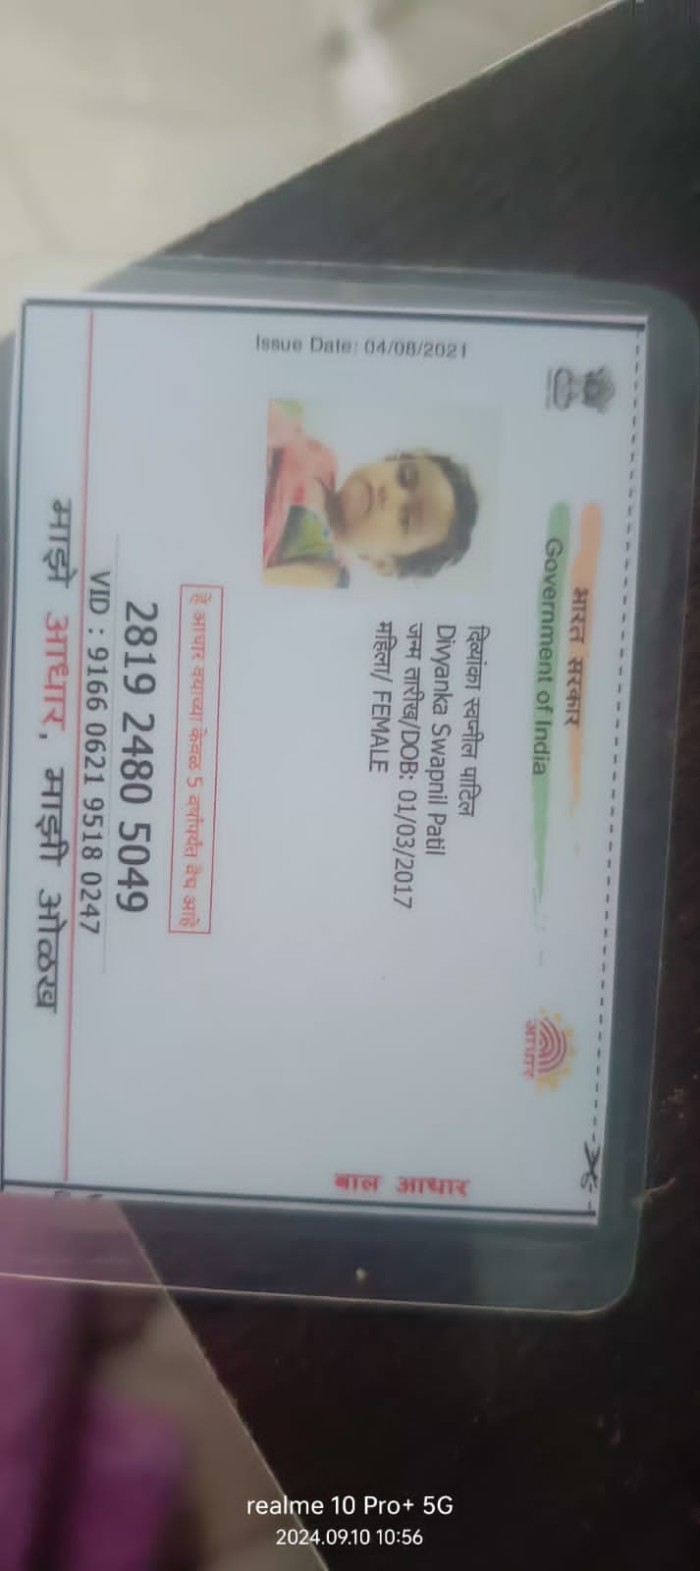 भारत सरकार
Government of India
Issue Date: 04/08/2021
दिव्यांका स्वप्नील पाटिल
Divyanka Swapnil Patil
जन्म तारीख/DOB: 01/03/2017
महिला/ FEMALE
आधार
बाल आधार
हे आधार वयाच्या केवळ 5 वर्षांपर्यंत वैध आहे
2819 2480 5049
VID : 9166 0621 9518 0247
माझे आधार, माझी ओळख
realme 10 Pro+ 5G
2024.09.10 10:56